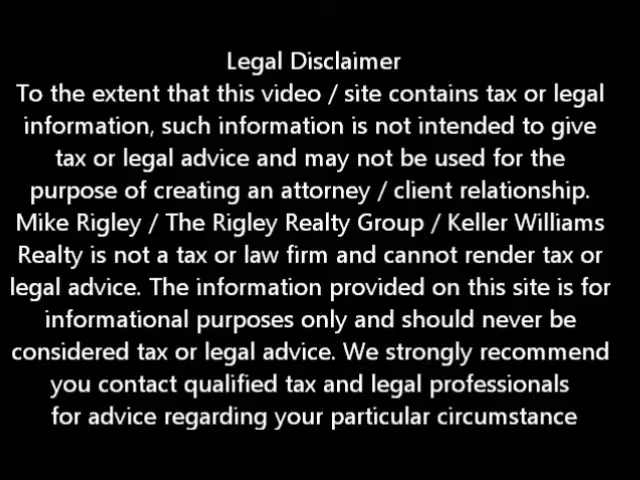 Legal Disclaimer
To the extent that this video / site contains tax or legal
information, such information is not intended to give
tax or legal advice and may not be used for the
purpose of creating an attorney / client relationship.
Mike Rigley / The Rigley Realty Group / Keller Williams
Realty is not a tax or law firm and cannot render tax or
legal advice. The information provided on this site is for
informational purposes only and should never be
considered tax or legal advice. We strongly recommend
you contact qualified tax and legal professionals
for advice regarding your particular circumstance